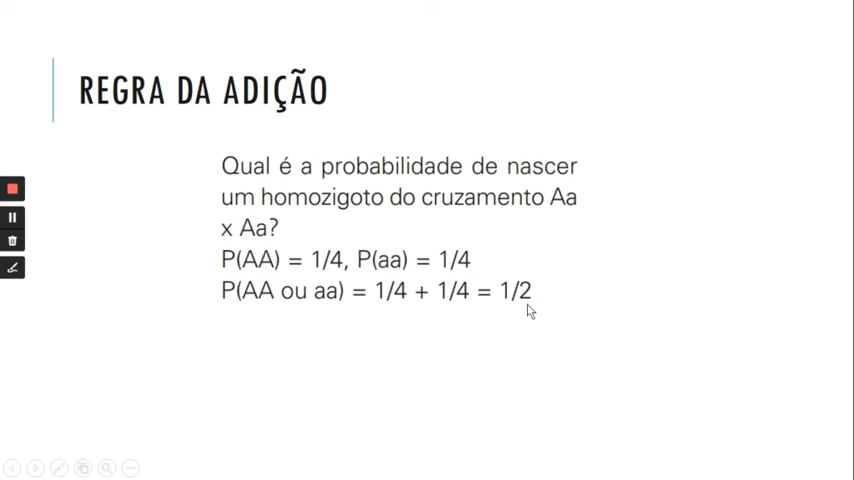 REGRA DA ADIÇÃO
Qual é a probabilidade de nascer
um homozigoto do cruzamento Aa
x Aa?
P(AA) = 1/4, P(aa) = 1/4
P(AA ou aa) = 1/4 + 1/4 = 1/2